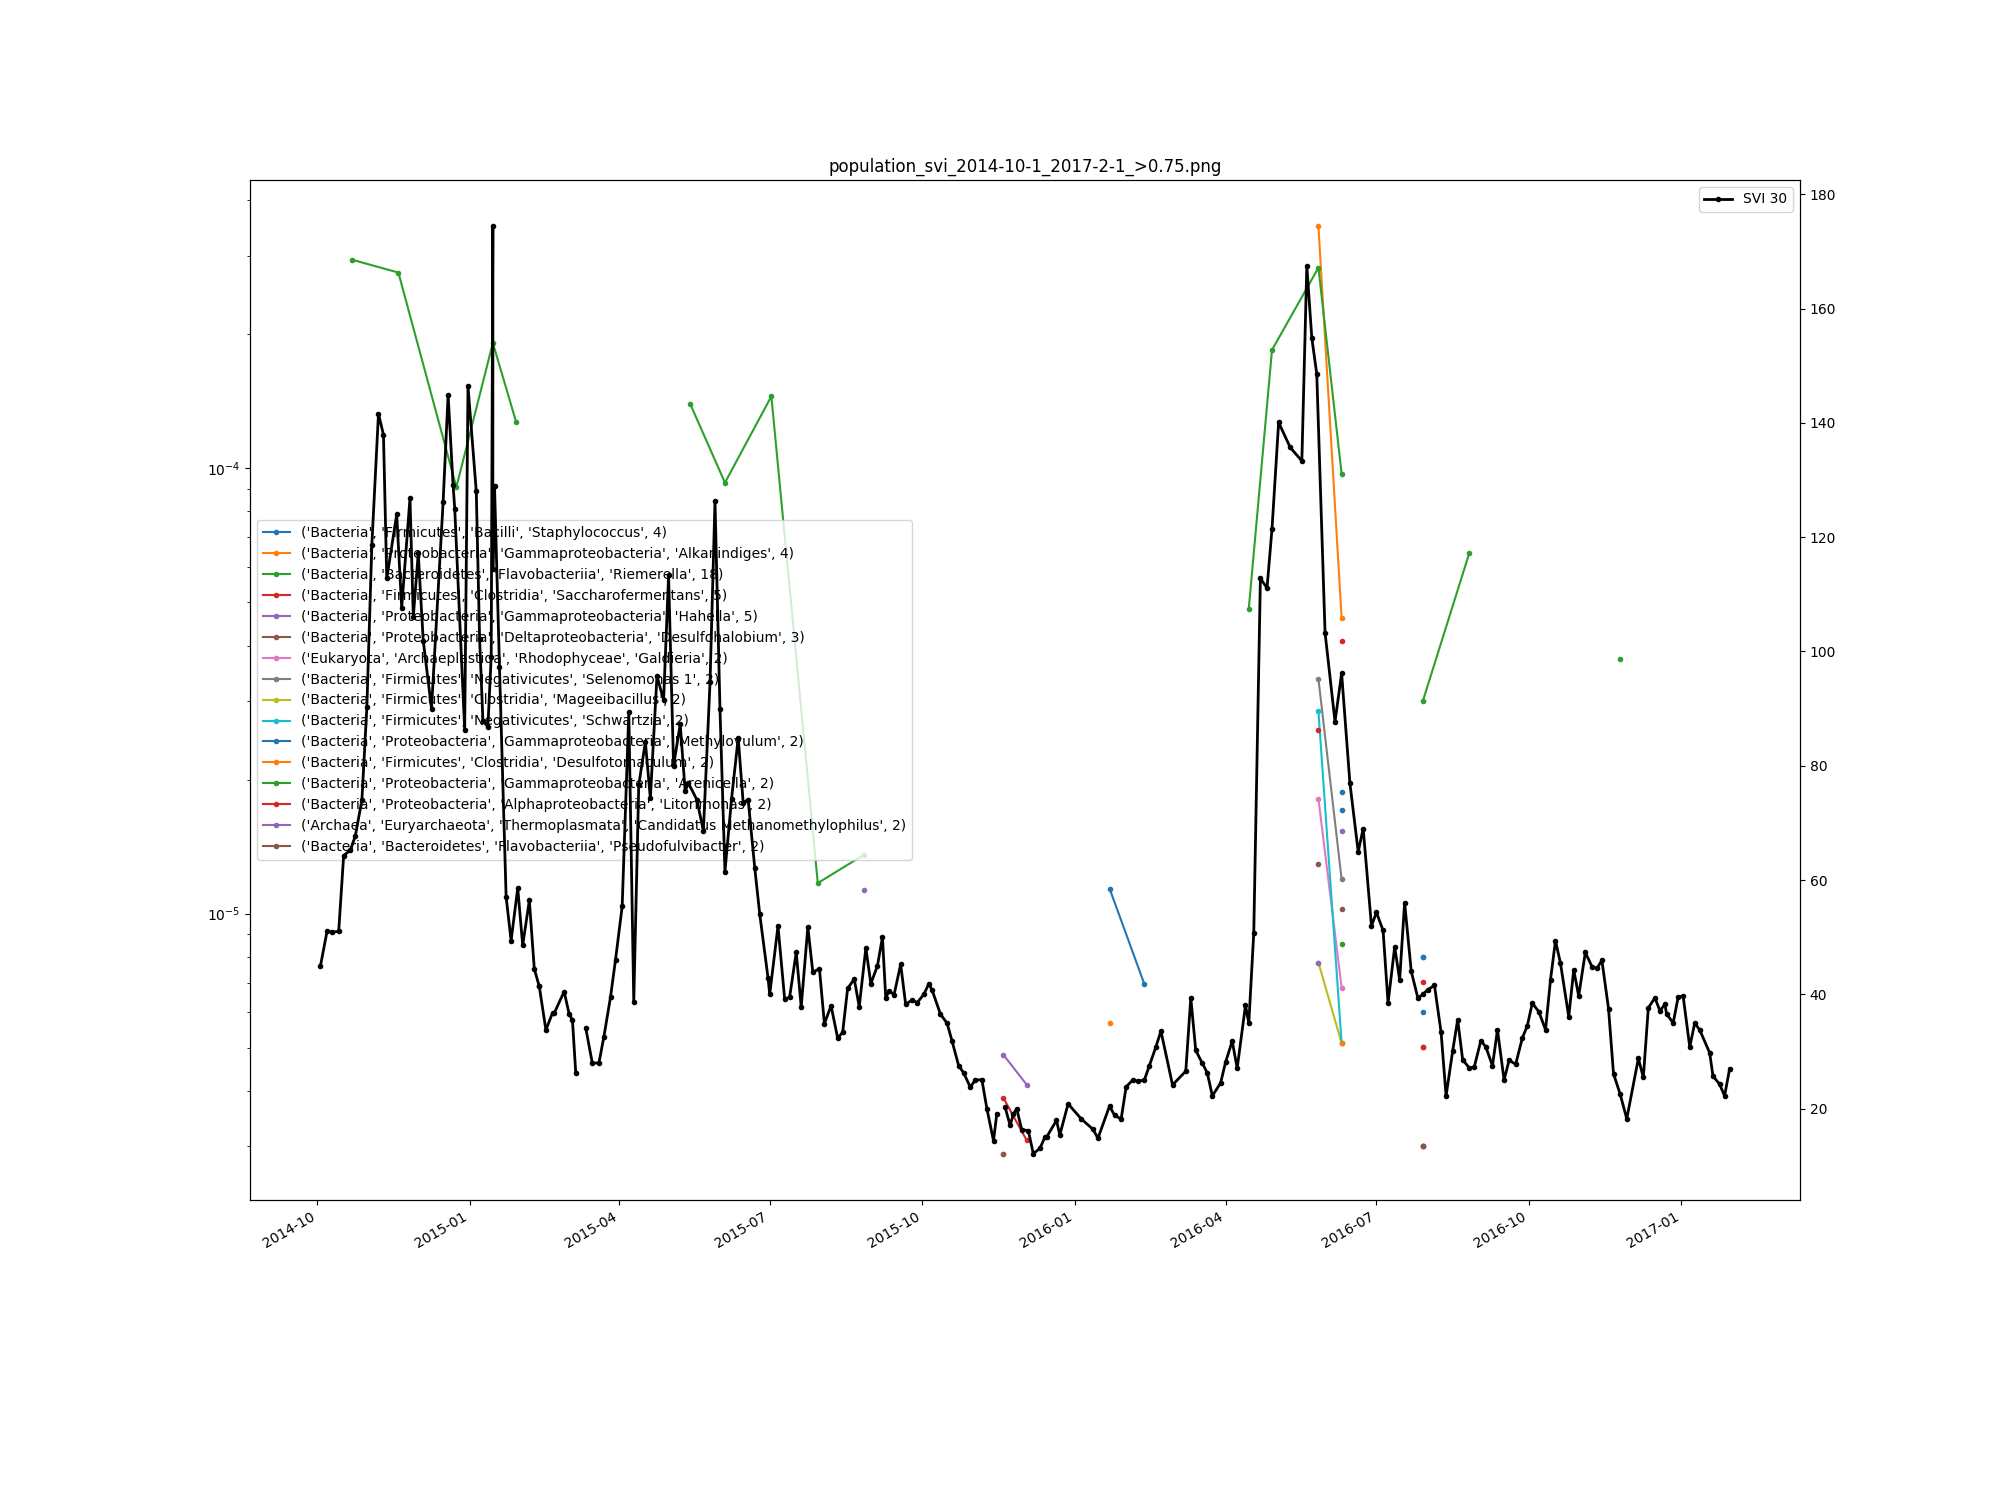 population_svi_2014-10-1_2017-2-1_>0.75.png
SVI 30
180
160
140
120
100
80
60
40
20
10⁻⁴
10⁻⁵
('Bacteria', 'Firmicutes', 'Bacilli', 'Staphylococcus', 4)
('Bacteria', 'Proteobacteria', 'Gammaproteobacteria', 'Alkanindiges', 4)
('Bacteria', 'Bacteroidetes', 'Flavobacteriia', 'Riemerella', 18)
('Bacteria', 'Firmicutes', 'Clostridia', 'Saccharofermentans', 5)
('Bacteria', 'Proteobacteria', 'Gammaproteobacteria', 'Hahella', 5)
('Bacteria', 'Proteobacteria', 'Deltaproteobacteria', 'Desulfohalobium', 3)
('Eukaryota', 'Archaeplastida', 'Rhodophyceae', 'Galdieria', 2)
('Bacteria', 'Firmicutes', 'Negativicutes', 'Selenomonas 1', 2)
('Bacteria', 'Firmicutes', 'Clostridia', 'Mageeibacillus', 2)
('Bacteria', 'Firmicutes', 'Negativicutes', 'Schwartzia', 2)
('Bacteria', 'Proteobacteria', 'Gammaproteobacteria', 'Methylovulum', 2)
('Bacteria', 'Firmicutes', 'Clostridia', 'Desulfotomaculum', 2)
('Bacteria', 'Proteobacteria', 'Gammaproteobacteria', 'Arenicella', 2)
('Bacteria', 'Proteobacteria', 'Alphaproteobacteria', 'Litorimonas', 2)
('Archaea', 'Euryarchaeota', 'Thermoplasmata', 'Candidatus Methanomethylophilus', 2)
('Bacteria', 'Bacteroidetes', 'Flavobacteriia', 'Pseudofulvibacter', 2)
2014-10
2015-01
2015-04
2015-07
2015-10
2016-01
2016-04
2016-07
2016-10
2017-01